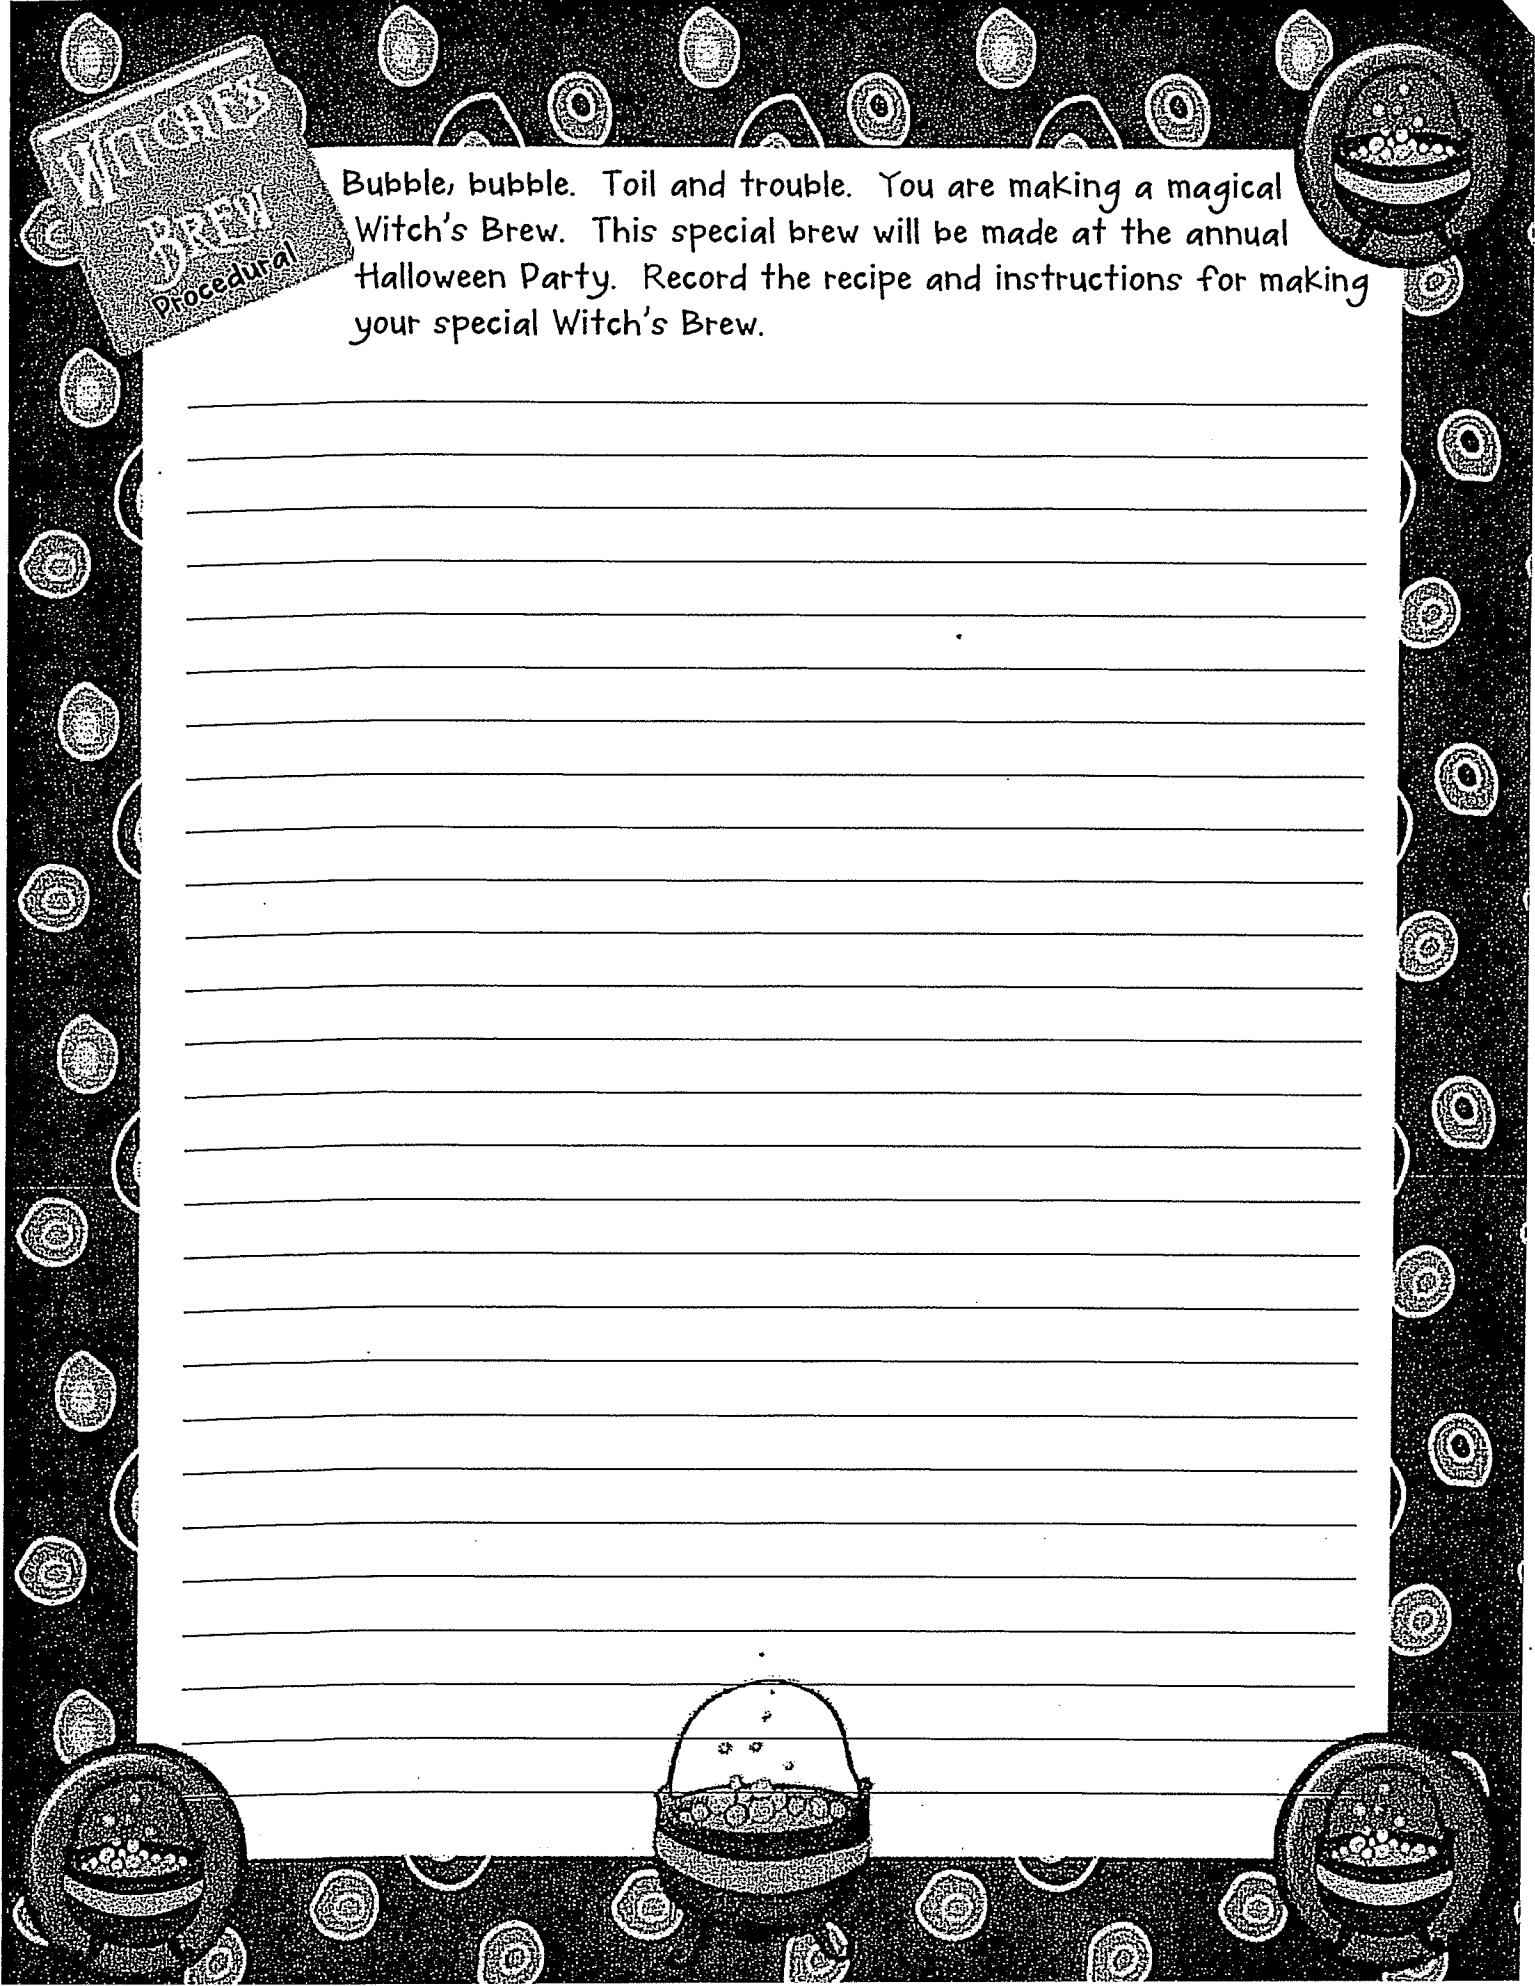 WITCHES
BREW
Procedural
Bubble, bubble. Toil and trouble. You are making a magical
Witch's Brew. This special brew will be made at the annual
Halloween Party. Record the recipe and instructions for making
your special Witch's Brew.